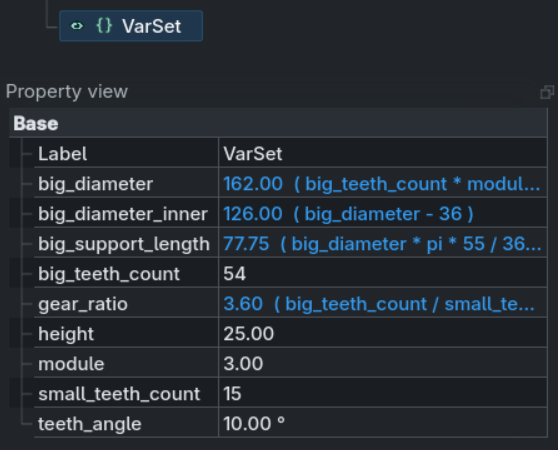 {} VarSet
Property view
Base
Label VarSet
big_diameter 162.00 ( big_teeth_count * modul...
big_diameter_inner 126.00 ( big_diameter - 36 )
big_support_length 77.75 ( big_diameter * pi * 55 / 36...
big_teeth_count 54
gear_ratio 3.60 ( big_teeth_count / small_te...
height 25.00
module 3.00
small_teeth_count 15
teeth_angle 10.00 °